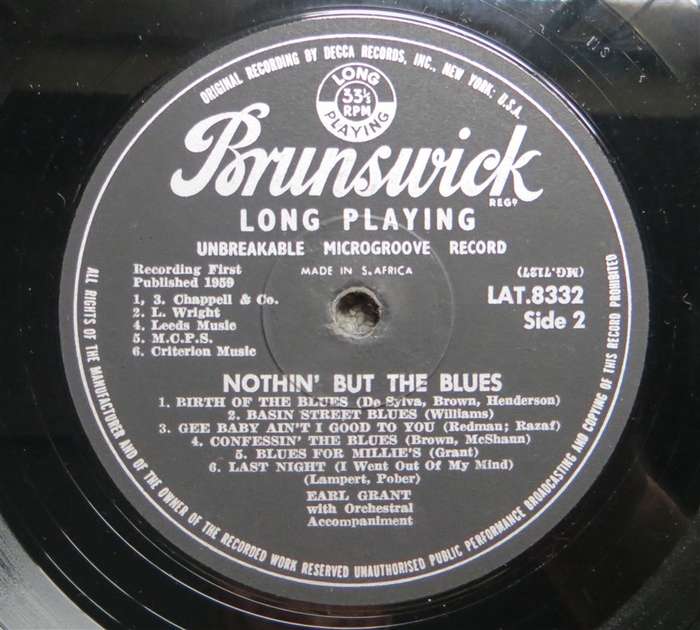 ORIGINAL RECORDING BY DECCA RECORDS, INC., NEW YORK, U.S.A.
LONG
33⅓
RPM
PLAYING
Brunswick
REGD
LONG PLAYING
UNBREAKABLE MICROGROOVE RECORD
Recording First
Published 1959
MADE IN S. AFRICA
(MG.7137)
1, 3. Chappell & Co.
2. L. Wright
4. Leeds Music
5. M.C.P.S.
6. Criterion Music
LAT.8332
Side 2
NOTHIN' BUT THE BLUES
1. BIRTH OF THE BLUES (De Sylva, Brown, Henderson)
2. BASIN STREET BLUES (Williams)
3. GEE BABY AIN'T I GOOD TO YOU (Redman; Razaf)
4. CONFESSIN' THE BLUES (Brown, McShann)
5. BLUES FOR MILLIE'S (Grant)
6. LAST NIGHT (I Went Out Of My Mind)
(Lampert, Pober)
EARL GRANT
with Orchestral
Accompaniment
ALL RIGHTS OF THE MANUFACTURER AND OF THE OWNER OF THE RECORDED WORK RESERVED UNAUTHORISED PUBLIC PERFORMANCE BROADCASTING AND COPYING OF THIS RECORD PROHIBITED